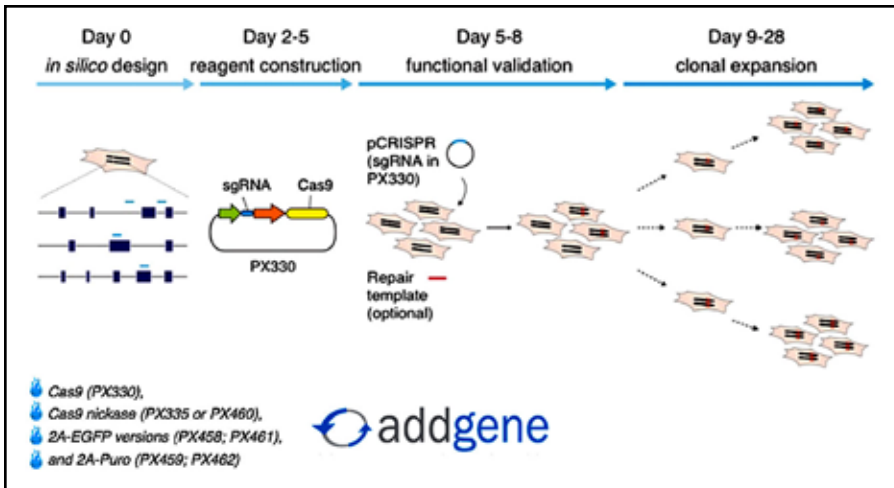 Day 0
in silico design
Day 2-5
reagent construction
Day 5-8
functional validation
Day 9-28
clonal expansion
sgRNA
Cas9
PX330
pCRISPR
(sgRNA in
PX330)
Repair
template
(optional)
Cas9 (PX330),
Cas9 nickase (PX335 or PX460),
2A-EGFP versions (PX458; PX461),
and 2A-Puro (PX459; PX462)
addgene